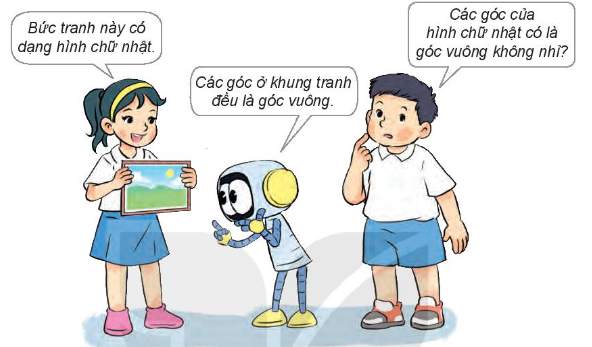 Bức tranh này có
dạng hình chữ nhật.
Các góc ở khung tranh
đều là góc vuông.
Các góc của
hình chữ nhật có là
góc vuông không nhỉ?